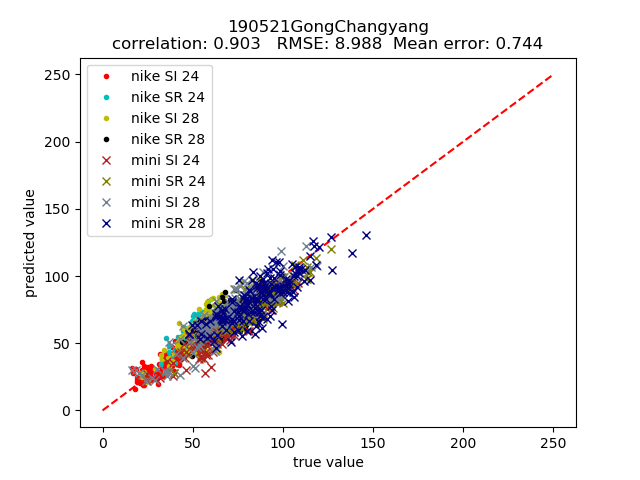 190521GongChangyang
correlation: 0.903   RMSE: 8.988  Mean error: 0.744
250
200
150
100
50
0
predicted value
nike SI 24
nike SR 24
nike SI 28
nike SR 28
mini SI 24
mini SR 24
mini SI 28
mini SR 28
0 50 100 150 200 250
true value